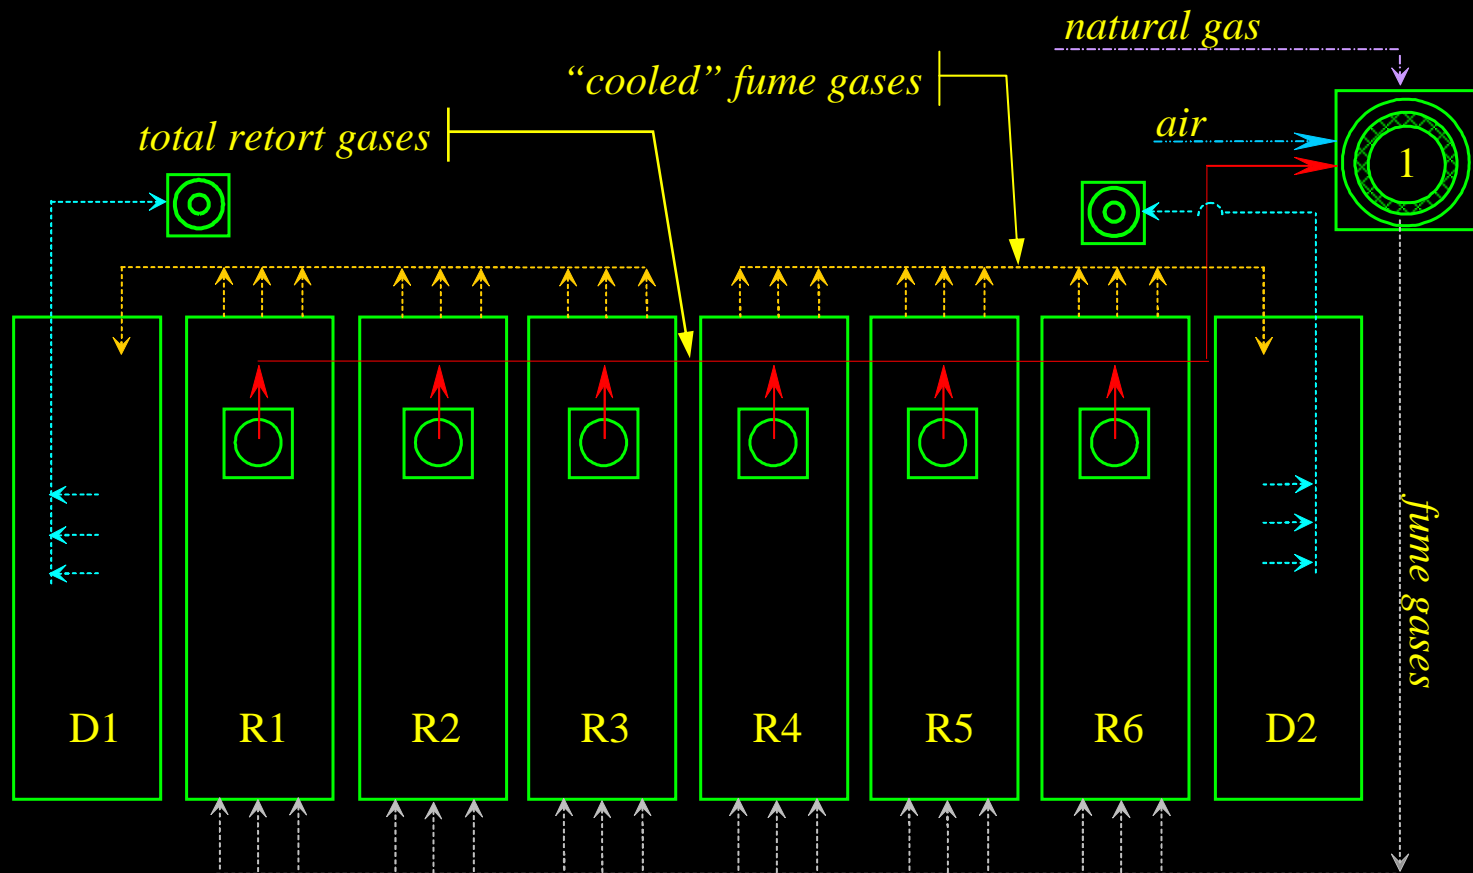 natural gas
“cooled” fume gases
total retort gases
air
1
fume gases
D1
R1
R2
R3
R4
R5
R6
D2